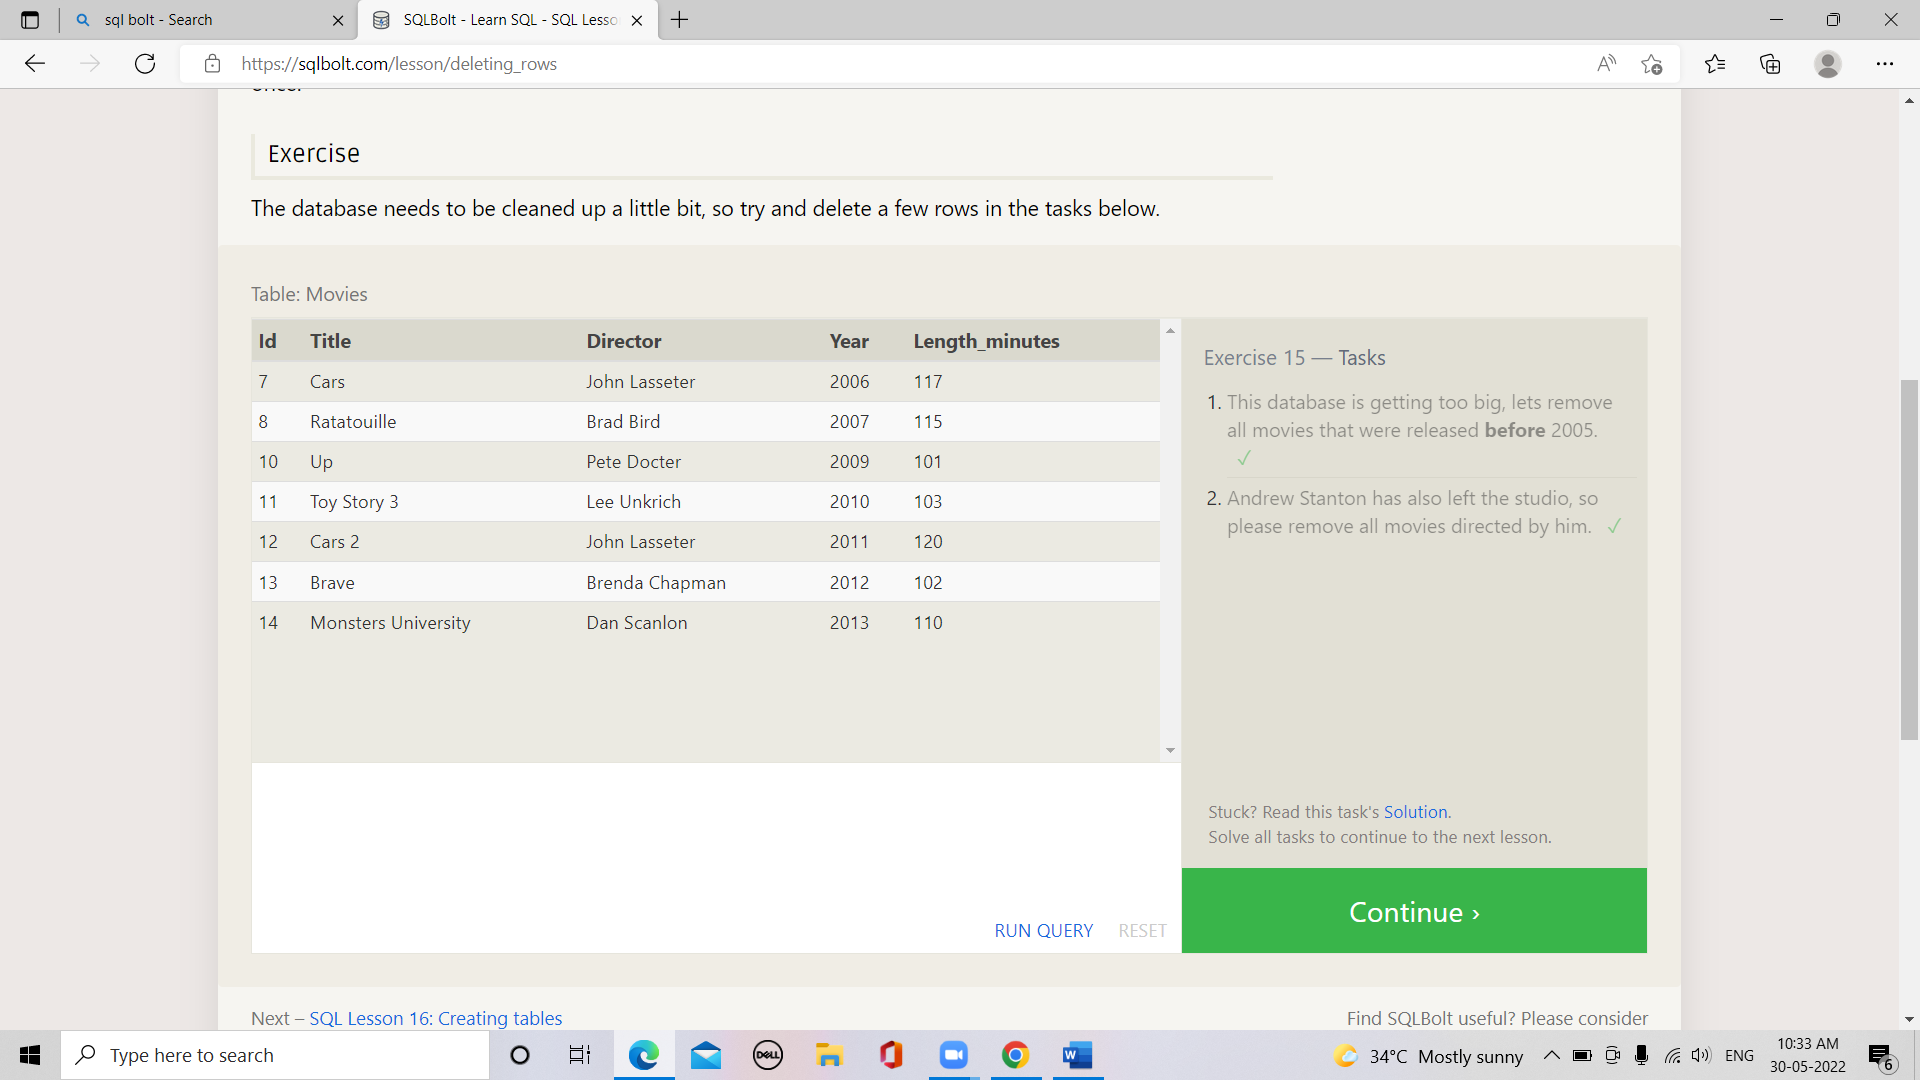 sql bolt - Search
SQLBolt - Learn SQL - SQL Lesso
https://sqlbolt.com/lesson/deleting_rows
Exercise
The database needs to be cleaned up a little bit, so try and delete a few rows in the tasks below.
Table: Movies
Id Title Director Year Length_minutes
7 Cars John Lasseter 2006 117
8 Ratatouille Brad Bird 2007 115
10 Up Pete Docter 2009 101
11 Toy Story 3 Lee Unkrich 2010 103
12 Cars 2 John Lasseter 2011 120
13 Brave Brenda Chapman 2012 102
14 Monsters University Dan Scanlon 2013 110
Exercise 15 — Tasks
1. This database is getting too big, lets remove
all movies that were released before 2005.
✓
2. Andrew Stanton has also left the studio, so
please remove all movies directed by him. ✓
Stuck? Read this task's Solution.
Solve all tasks to continue to the next lesson.
RUN QUERY RESET
Continue ›
Next – SQL Lesson 16: Creating tables
Find SQLBolt useful? Please consider
Type here to search
DELL
34°C Mostly sunny
ENG
10:33 AM
30-05-2022
6